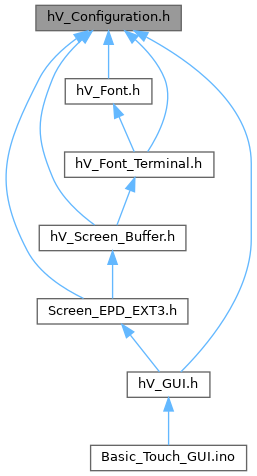 hV_Configuration.h
hV_Font.h
hV_Font_Terminal.h
hV_Screen_Buffer.h
Screen_EPD_EXT3.h
hV_GUI.h
Basic_Touch_GUI.ino